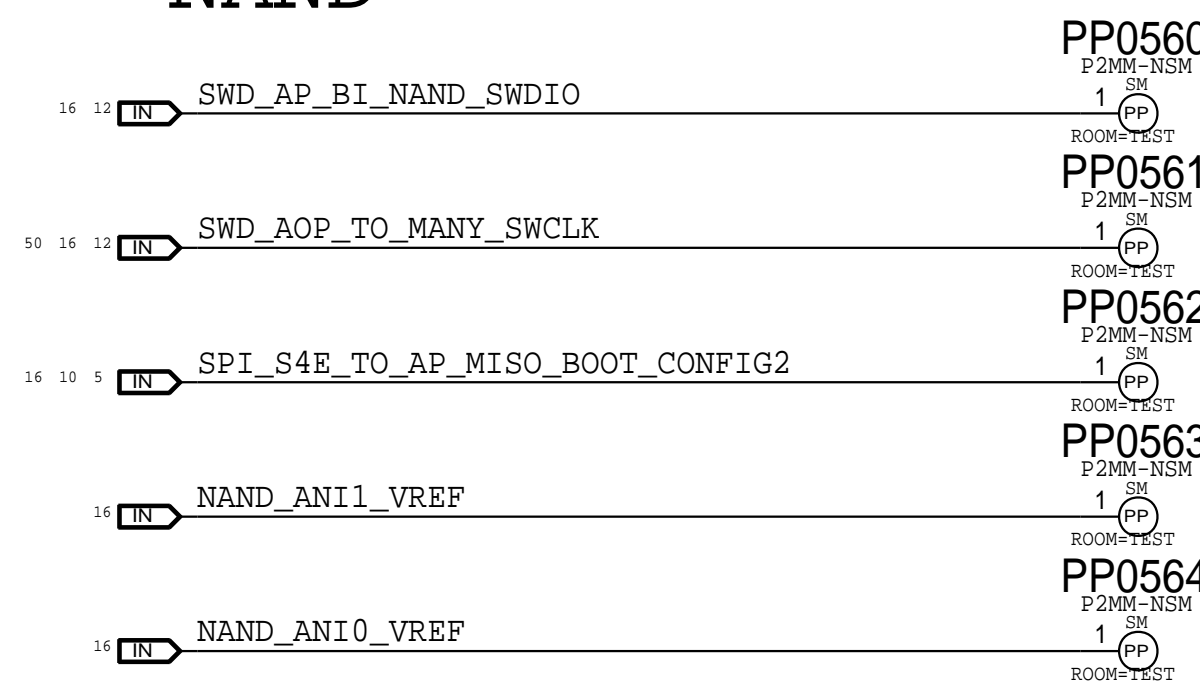 NAND
PP0560
P2MM-NSM
SM
16 12 IN SWD_AP_BI_NAND_SWDIO 1 PP
ROOM=TEST
PP0561
P2MM-NSM
SM
50 16 12 IN SWD_AOP_TO_MANY_SWCLK 1 PP
ROOM=TEST
PP0562
P2MM-NSM
SM
16 10 5 IN SPI_S4E_TO_AP_MISO_BOOT_CONFIG2 1 PP
ROOM=TEST
PP0563
P2MM-NSM
SM
16 IN NAND_ANI1_VREF 1 PP
ROOM=TEST
PP0564
P2MM-NSM
SM
16 IN NAND_ANI0_VREF 1 PP
ROOM=TEST